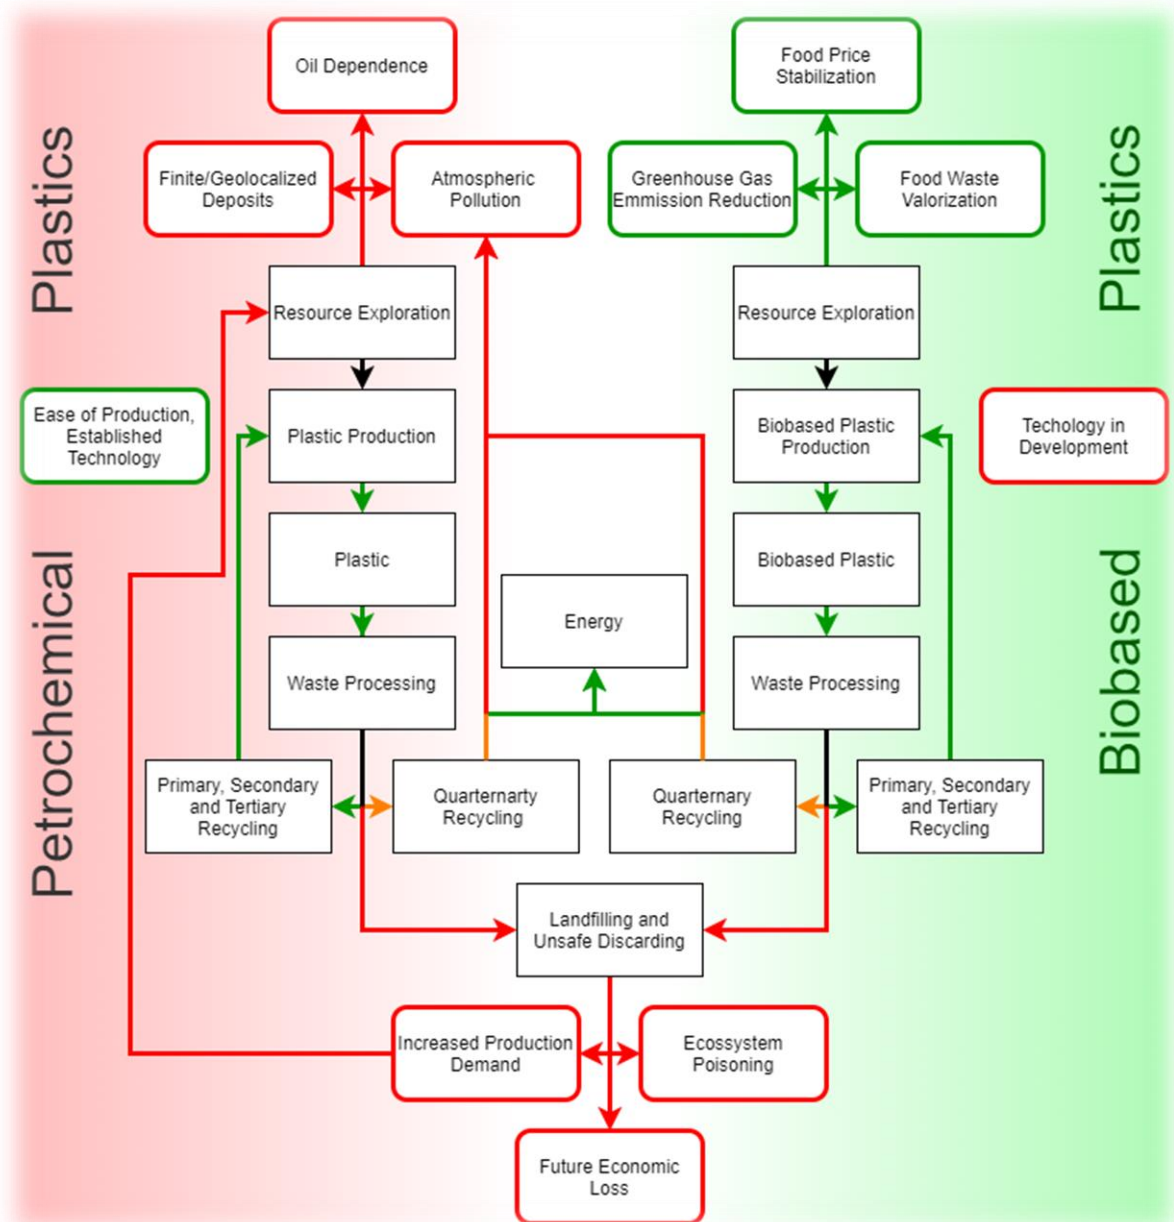 Oil Dependence
Food Price
Stabilization
Finite/Geolocalized
Deposits
Atmospheric
Pollution
Greenhouse Gas
Emmission Reduction
Food Waste
Valorization
Petrochemical Plastics
Biobased Plastics
Resource Exploration
Resource Exploration
Ease of Production,
Established
Technology
Plastic Production
Biobased Plastic
Production
Techology in
Development
Plastic
Biobased Plastic
Energy
Waste Processing
Waste Processing
Primary, Secondary
and Tertiary
Recycling
Quarternarty
Recycling
Quarternary
Recycling
Primary, Secondary
and Tertiary
Recycling
Landfilling and
Unsafe Discarding
Increased Production
Demand
Ecossystem
Poisoning
Future Economic
Loss